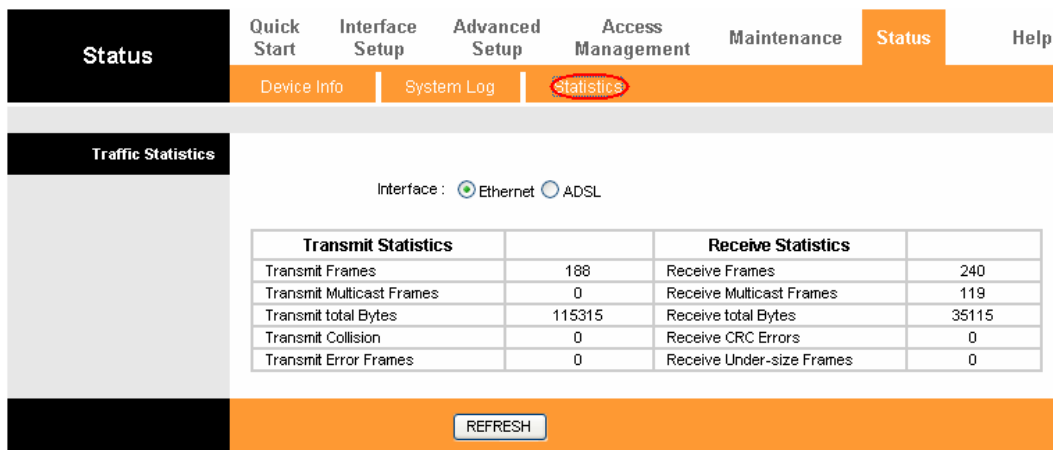 Status
Quick Start
Interface Setup
Advanced Setup
Access Management
Maintenance
Status
Help
Device Info
System Log
Statistics
Traffic Statistics
Interface : Ethernet ADSL
Transmit Statistics Receive Statistics
Transmit Frames 188 Receive Frames 240
Transmit Multicast Frames 0 Receive Multicast Frames 119
Transmit total Bytes 115315 Receive total Bytes 35115
Transmit Collision 0 Receive CRC Errors 0
Transmit Error Frames 0 Receive Under-size Frames 0
REFRESH